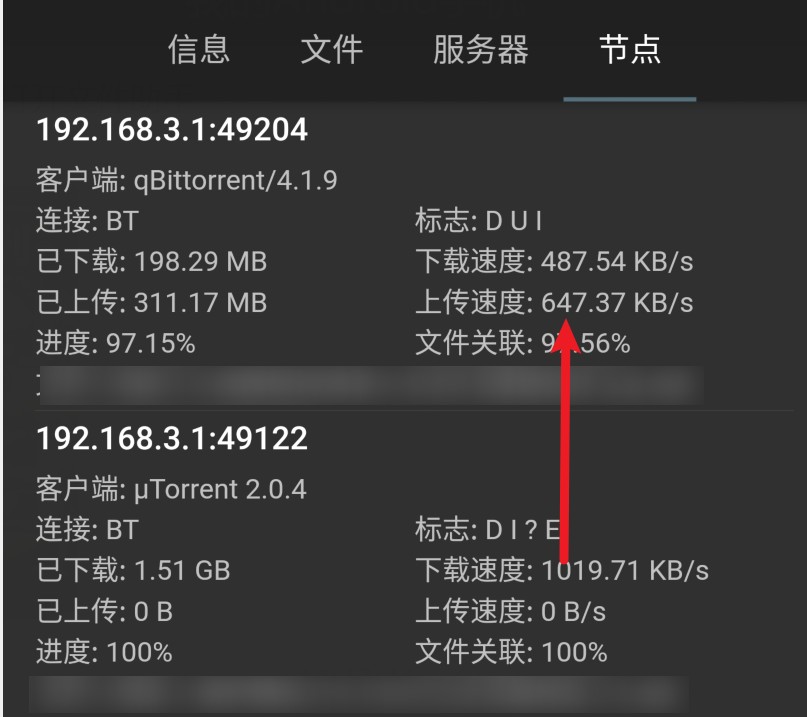 信息 文件 服务器 节点
192.168.3.1:49204
客户端: qBittorrent/4.1.9
连接: BT 标志: D U I
已下载: 198.29 MB 下载速度: 487.54 KB/s
已上传: 311.17 MB 上传速度: 647.37 KB/s
进度: 97.15% 文件关联: 97.56%
192.168.3.1:49122
客户端: µTorrent 2.0.4
连接: BT 标志: D I ? E
已下载: 1.51 GB 下载速度: 1019.71 KB/s
已上传: 0 B 上传速度: 0 B/s
进度: 100% 文件关联: 100%